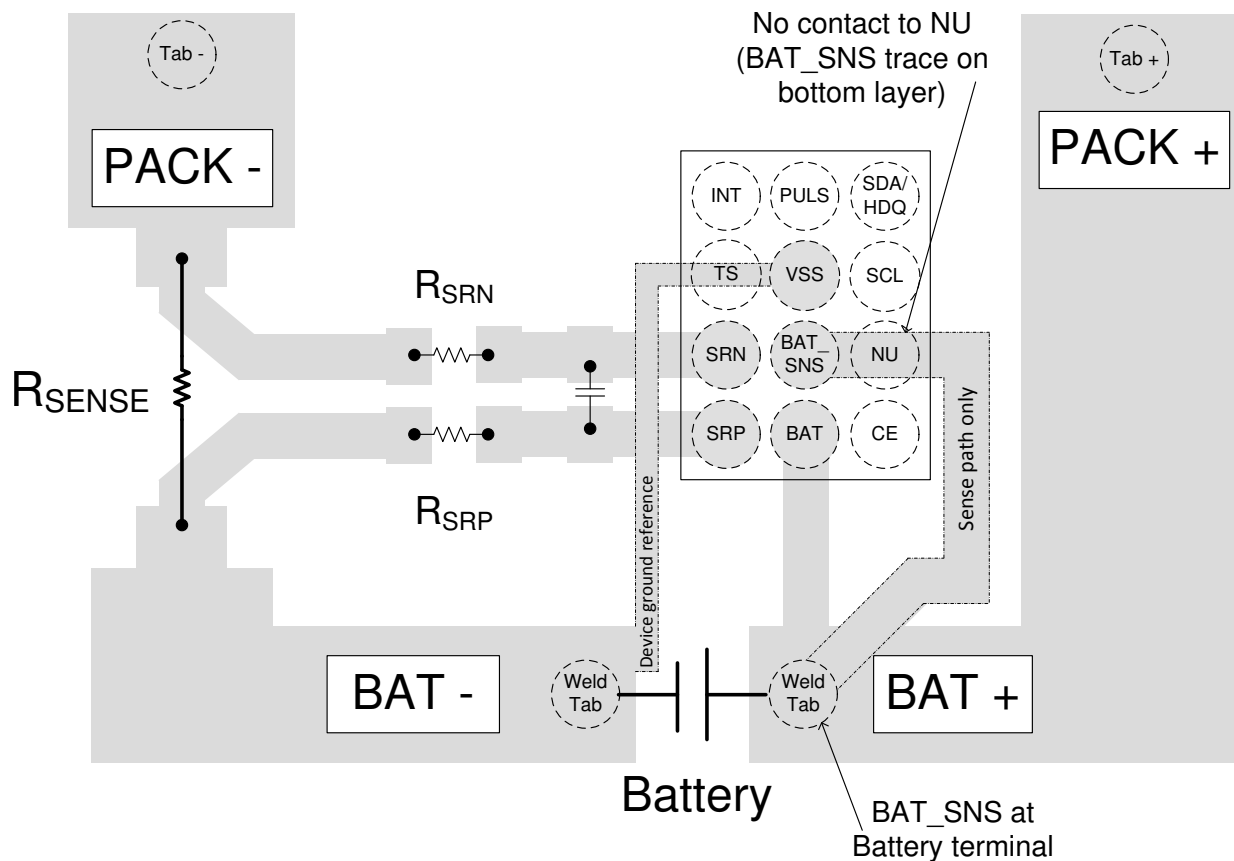 No contact to NU
(BAT_SNS trace on
bottom layer)
Tab -
Tab +
PACK -
PACK +
INT
PULS
SDA/
HDQ
TS
VSS
SCL
RSRN
SRN
BAT_
SNS
NU
RSENSE
SRP
BAT
CE
RSRP
Device ground reference
Sense path only
BAT -
Weld
Tab
Weld
Tab
BAT +
Battery
BAT_SNS at
Battery terminal